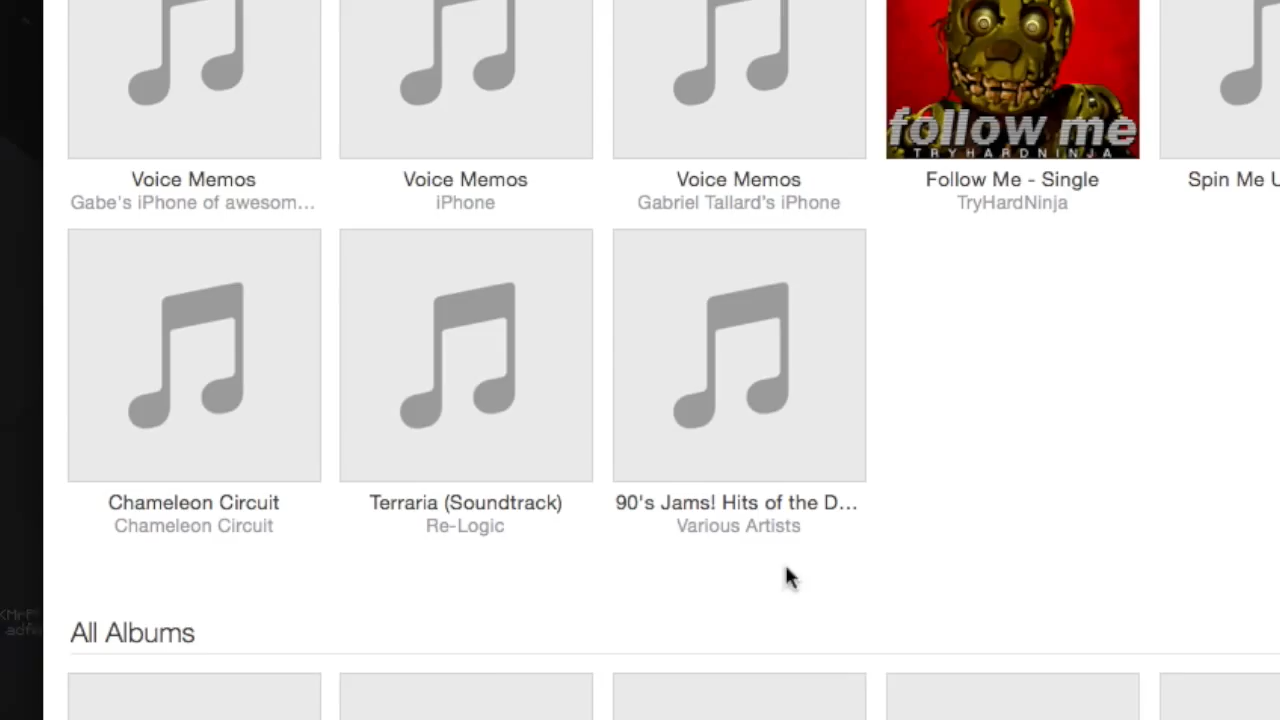 follow me
TRYHARDNINJA
Voice Memos
Gabe's iPhone of awesom...
Voice Memos
iPhone
Voice Memos
Gabriel Tallard's iPhone
Follow Me - Single
TryHardNinja
Spin Me U
Chameleon Circuit
Chameleon Circuit
Terraria (Soundtrack)
Re-Logic
90's Jams! Hits of the D...
Various Artists
All Albums